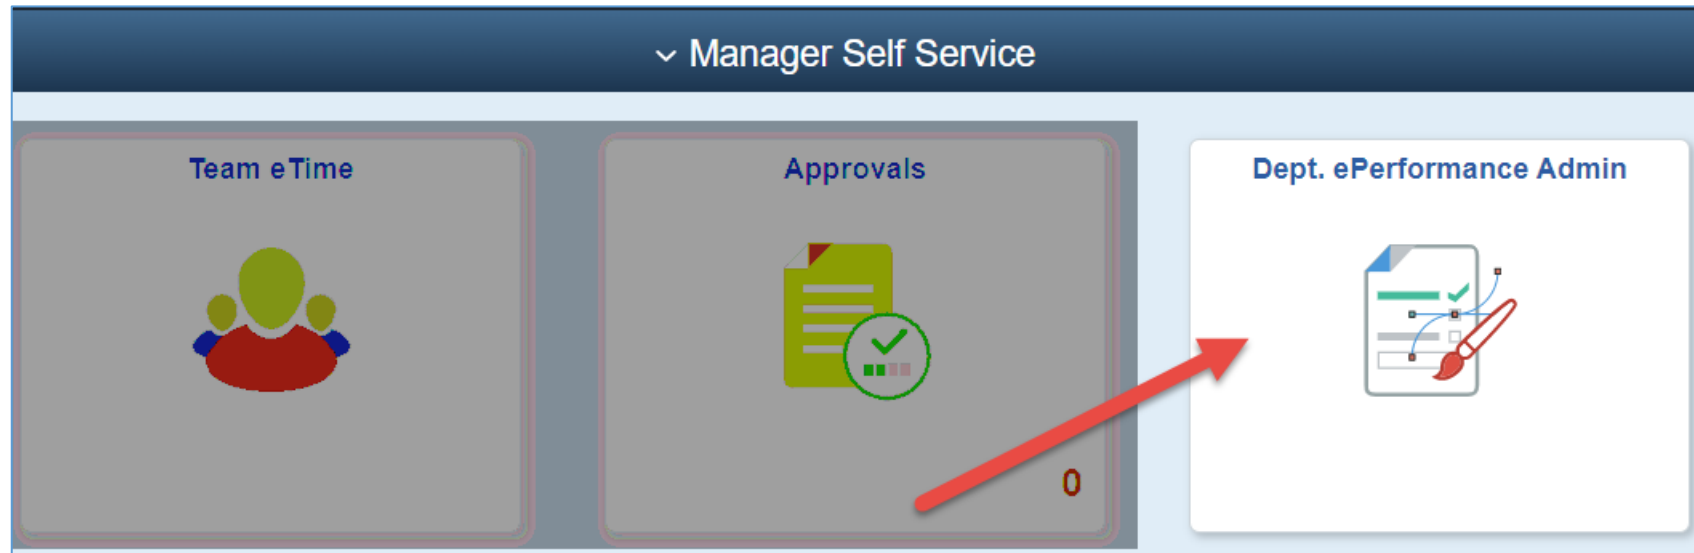 Manager Self Service
Team eTime
Approvals
Dept. ePerformance Admin
0